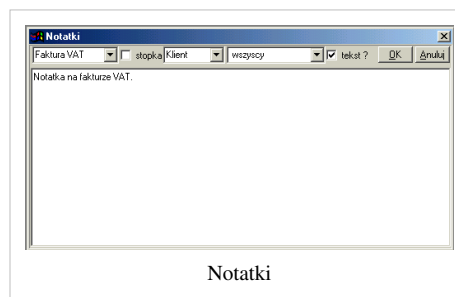 Notatki
Faktura VAT stopka Klient wszyscy tekst ? OK Anuluj
Notatka na fakturze VAT.
Notatki